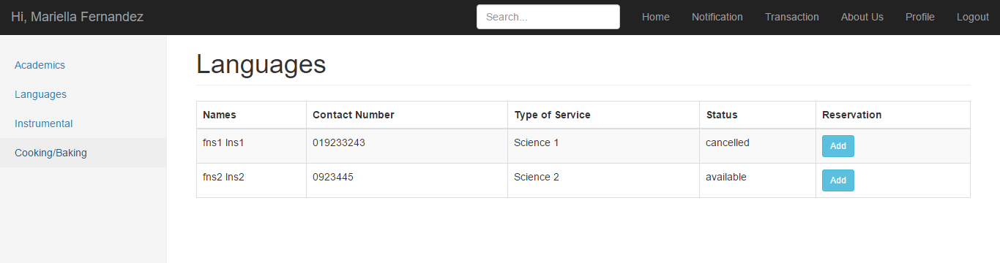 Hi, Mariella Fernandez Search... Home Notification Transaction About Us Profile Logout
Academics
Languages
Instrumental
Cooking/Baking
Languages
Names Contact Number Type of Service Status Reservation
fns1 lns1 019233243 Science 1 cancelled Add
fns2 lns2 0923445 Science 2 available Add